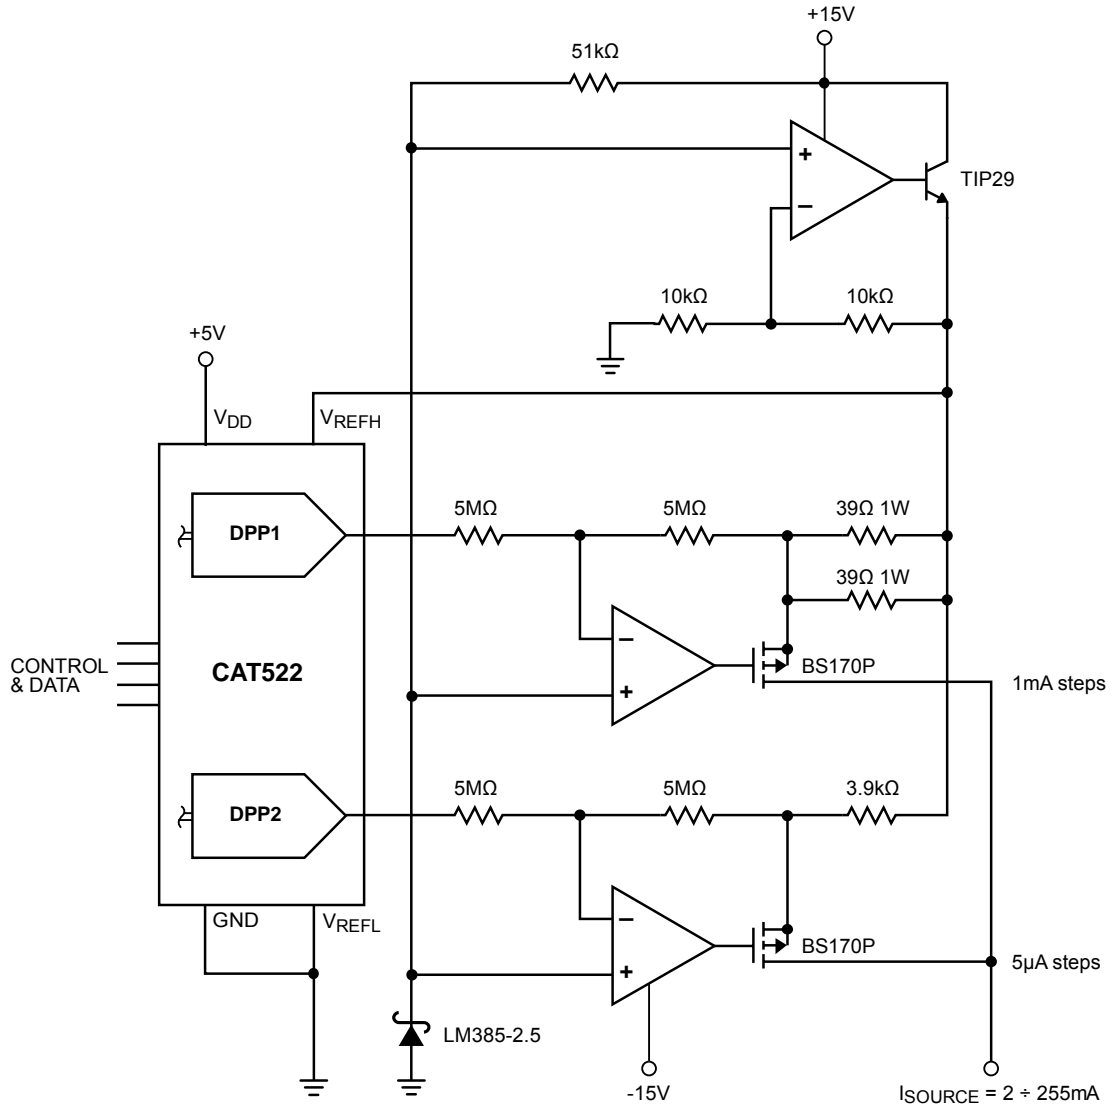 +15V
51kΩ
+
TIP29
−
10kΩ
10kΩ
+5V
VDD
VREFH
DPP1
5MΩ
5MΩ
39Ω 1W
39Ω 1W
−
CONTROL
& DATA
CAT522
BS170P
+
1mA steps
DPP2
5MΩ
5MΩ
3.9kΩ
GND
VREFL
−
BS170P
+
5µA steps
LM385-2.5
-15V
ISOURCE = 2 ÷ 255mA